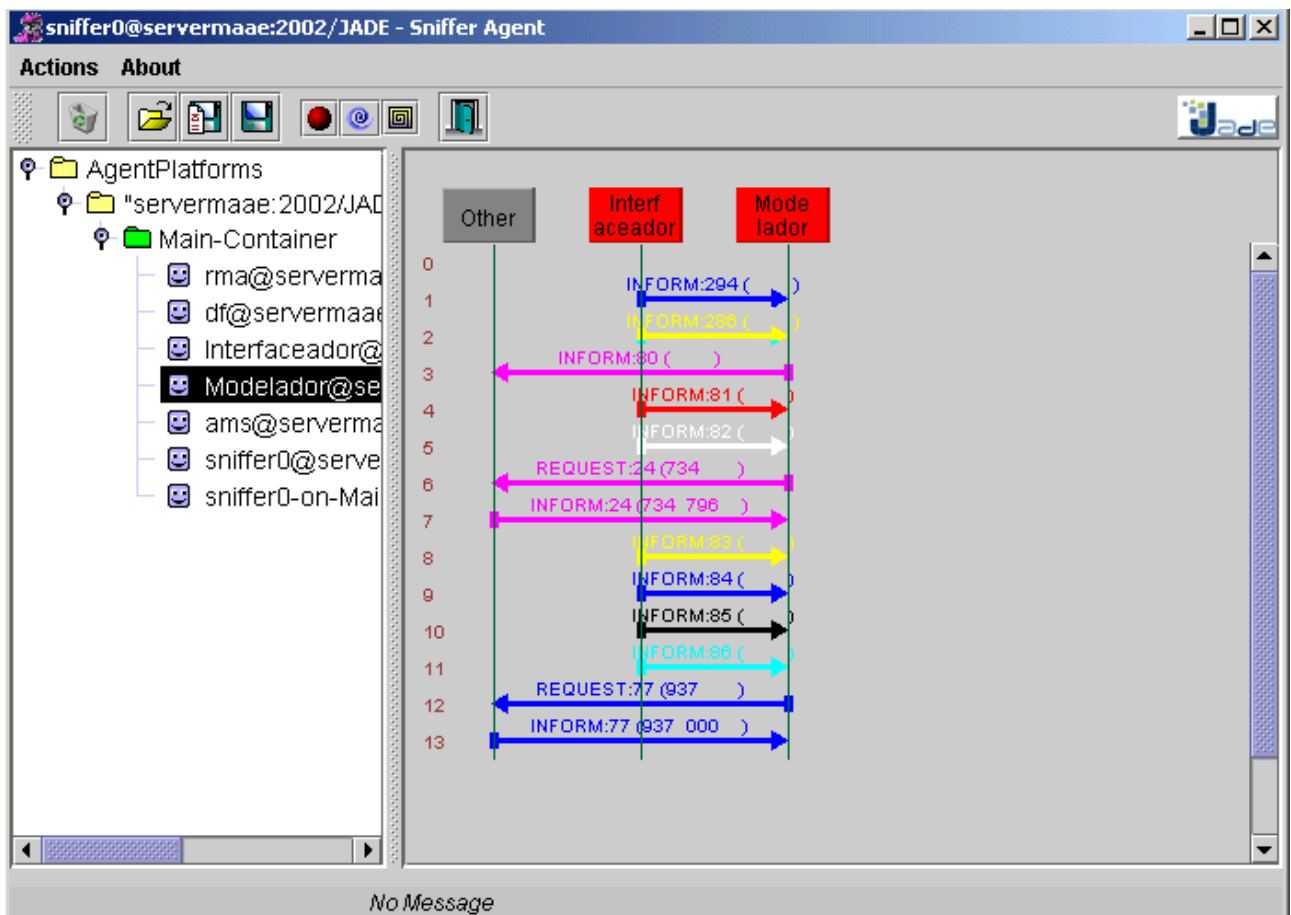 sniffer0@servermaae:2002/JADE - Sniffer Agent
Actions About
Jade
AgentPlatforms
"servermaae:2002/JAD
Main-Container
rma@serverma
df@servermaae
Interfaceador@
Modelador@se
ams@serverma
sniffer0@serve
sniffer0-on-Mai
Other
Interf
aceador
Mode
lador
0
INFORM:294 ( )
1
INFORM:286 ( )
2
INFORM:80 ( )
3
INFORM:81 ( )
4
INFORM:82 ( )
5
REQUEST:24 (734 )
6
INFORM:24 (734 796 )
7
INFORM:83 ( )
8
INFORM:84 ( )
9
INFORM:85 ( )
10
INFORM:86 ( )
11
REQUEST:77 (937 )
12
INFORM:77 (937 000 )
13
No Message